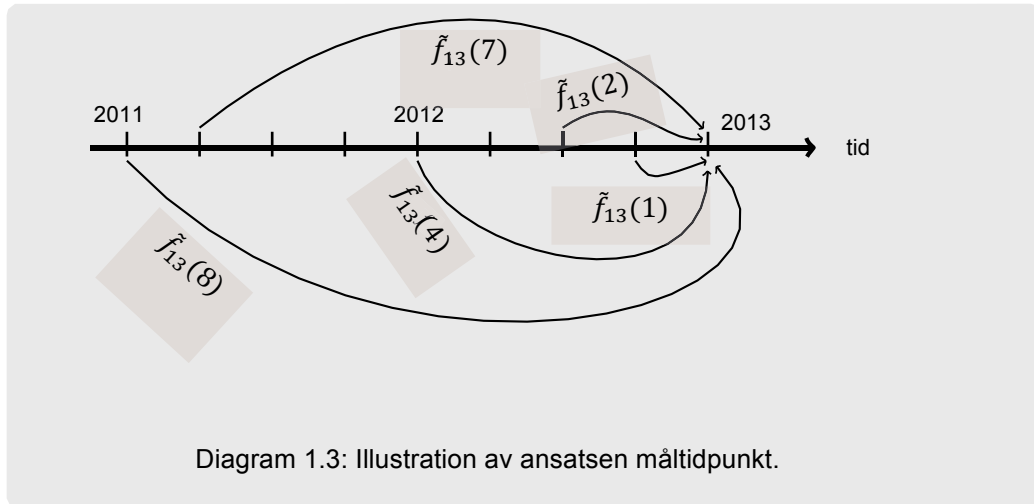 f̃₁₃(7)
f̃₁₃(2)
2011
2012
2013
tid
f̃₁₃(4)
f̃₁₃(1)
f̃₁₃(8)
Diagram 1.3: Illustration av ansatsen måltidpunkt.